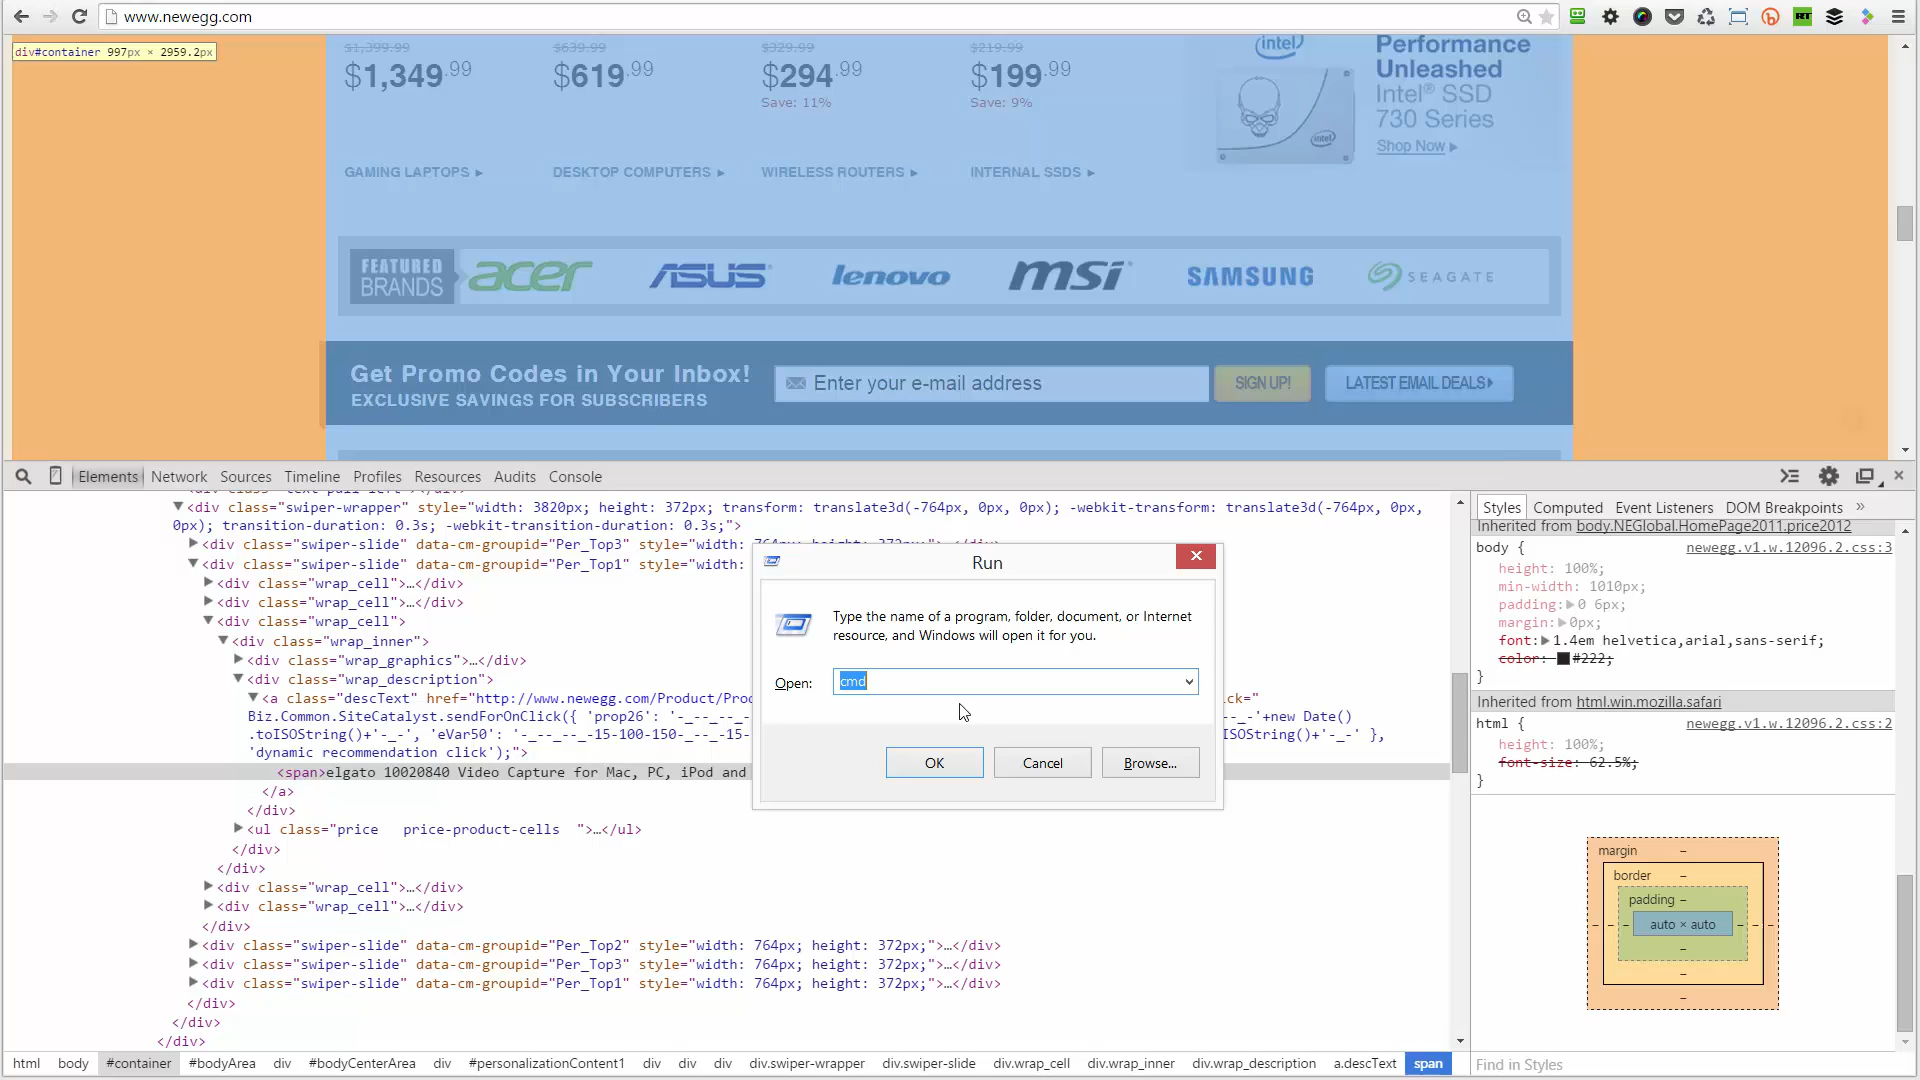 www.newegg.com
div#container 997px × 2959.2px
$1,399.99
$639.99
$329.99
$219.99
$1,349.99
$619.99
$294.99
$199.99
Save: 11%
Save: 9%
GAMING LAPTOPS ▸
DESKTOP COMPUTERS ▸
WIRELESS ROUTERS ▸
INTERNAL SSDS ▸
intel
Performance
Unleashed
Intel® SSD
730 Series
Shop Now ▸
intel
FEATURED
BRANDS
acer
ASUS
lenovo
msi
SAMSUNG
SEAGATE
Get Promo Codes in Your Inbox!
EXCLUSIVE SAVINGS FOR SUBSCRIBERS
Enter your e-mail address
SIGN UP!
LATEST EMAIL DEALS
Elements Network Sources Timeline Profiles Resources Audits Console
▼<div class="swiper-wrapper" style="width: 3820px; height: 372px; transform: translate3d(-764px, 0px, 0px); -webkit-transform: translate3d(-764px, 0px,
0px); transition-duration: 0.3s; -webkit-transition-duration: 0.3s;">
▶<div class="swiper-slide" data-cm-groupid="Per_Top3" style="width: 764px; height: 372px;">…</div>
▼<div class="swiper-slide" data-cm-groupid="Per_Top1" style="width:
▶<div class="wrap_cell">…</div>
▶<div class="wrap_cell">…</div>
▼<div class="wrap_cell">
▼<div class="wrap_inner">
▶<div class="wrap_graphics">…</div>
▼<div class="wrap_description">
▼<a class="descText" href="http://www.newegg.com/Product/Pro
ck="
Biz.Common.SiteCatalyst.sendForOnClick({ 'prop26': '-_--_--_-
--_-'+new Date()
.toISOString()+'-_-', 'eVar50': '-_--_--_-15-100-150-_--_-15-
ISOString()+'-_-' },
'dynamic recommendation click');">
<span>elgato 10020840 Video Capture for Mac, PC, iPod and
</a>
</div>
▶<ul class="price   price-product-cells  ">…</ul>
</div>
</div>
▶<div class="wrap_cell">…</div>
▶<div class="wrap_cell">…</div>
</div>
▶<div class="swiper-slide" data-cm-groupid="Per_Top2" style="width: 764px; height: 372px;">…</div>
▶<div class="swiper-slide" data-cm-groupid="Per_Top3" style="width: 764px; height: 372px;">…</div>
▶<div class="swiper-slide" data-cm-groupid="Per_Top1" style="width: 764px; height: 372px;">…</div>
</div>
</div>
</div>
Run
Type the name of a program, folder, document, or Internet
resource, and Windows will open it for you.
Open:
cmd
OK
Cancel
Browse...
Styles Computed Event Listeners DOM Breakpoints »
Inherited from body.NEGlobal.HomePage2011.price2012
body {
newegg.v1.w.12096.2.css:3
height: 100%;
min-width: 1010px;
padding:▶0 6px;
margin:▶0px;
font:▶1.4em helvetica,arial,sans-serif;
color: #222;
}
Inherited from html.win.mozilla.safari
html {
newegg.v1.w.12096.2.css:2
height: 100%;
font-size: 62.5%;
}
margin –
border –
padding –
– – – auto × auto – – –
–
–
–
html body #container #bodyArea div #bodyCenterArea div #personalizationContent1 div div div div.swiper-wrapper div.swiper-slide div.wrap_cell div.wrap_inner div.wrap_description a.descText span
Find in Styles